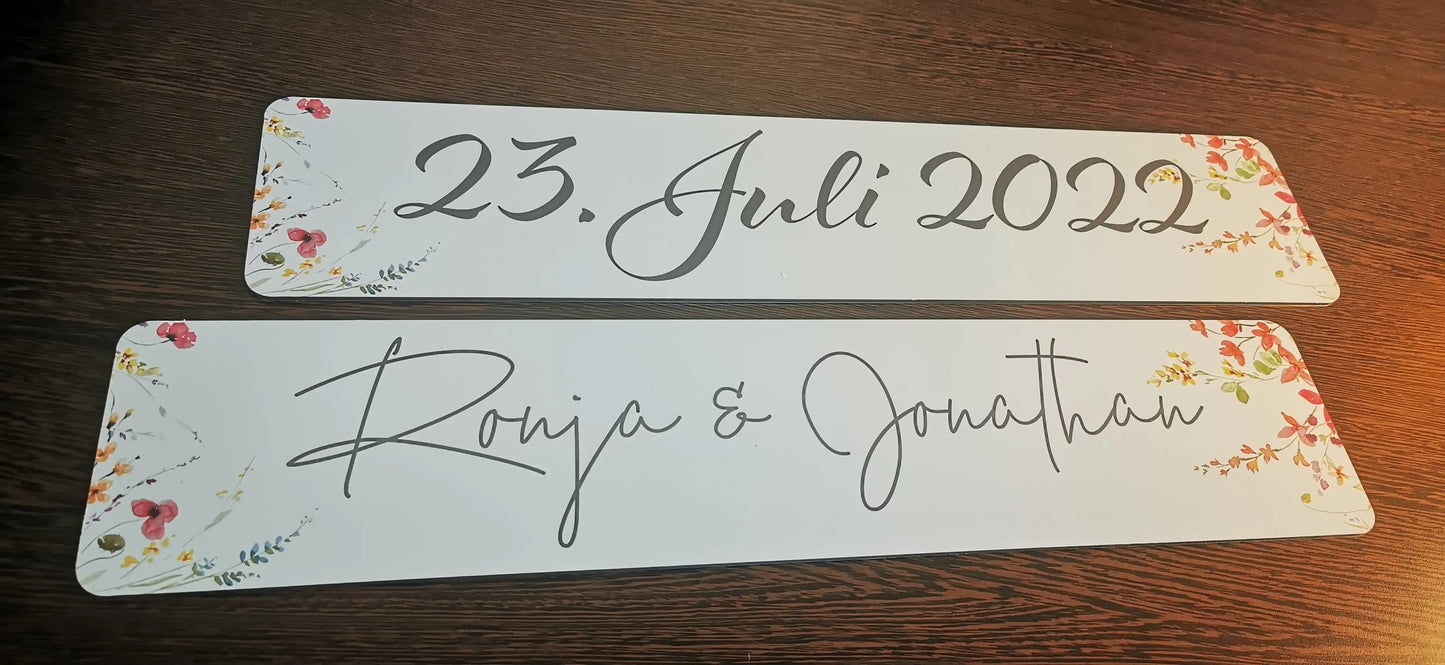 23. Juli 2022
Ronja & Jonathan